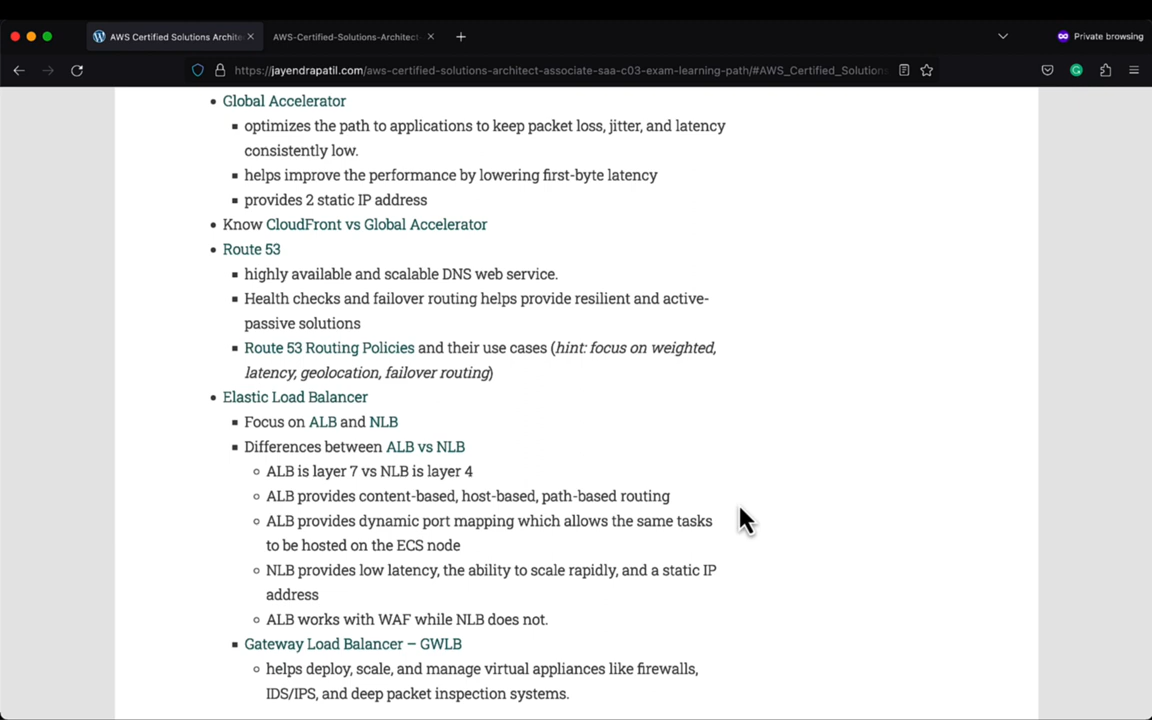 AWS Certified Solutions Archite
AWS-Certified-Solutions-Architect
Private browsing
https://jayendrapatil.com/aws-certified-solutions-architect-associate-saa-c03-exam-learning-path/#AWS_Certified_Solutions
Global Accelerator
optimizes the path to applications to keep packet loss, jitter, and latency
consistently low.
helps improve the performance by lowering first-byte latency
provides 2 static IP address
Know CloudFront vs Global Accelerator
Route 53
highly available and scalable DNS web service.
Health checks and failover routing helps provide resilient and active-
passive solutions
Route 53 Routing Policies and their use cases (hint: focus on weighted,
latency, geolocation, failover routing)
Elastic Load Balancer
Focus on ALB and NLB
Differences between ALB vs NLB
ALB is layer 7 vs NLB is layer 4
ALB provides content-based, host-based, path-based routing
ALB provides dynamic port mapping which allows the same tasks
to be hosted on the ECS node
NLB provides low latency, the ability to scale rapidly, and a static IP
address
ALB works with WAF while NLB does not.
Gateway Load Balancer – GWLB
helps deploy, scale, and manage virtual appliances like firewalls,
IDS/IPS, and deep packet inspection systems.